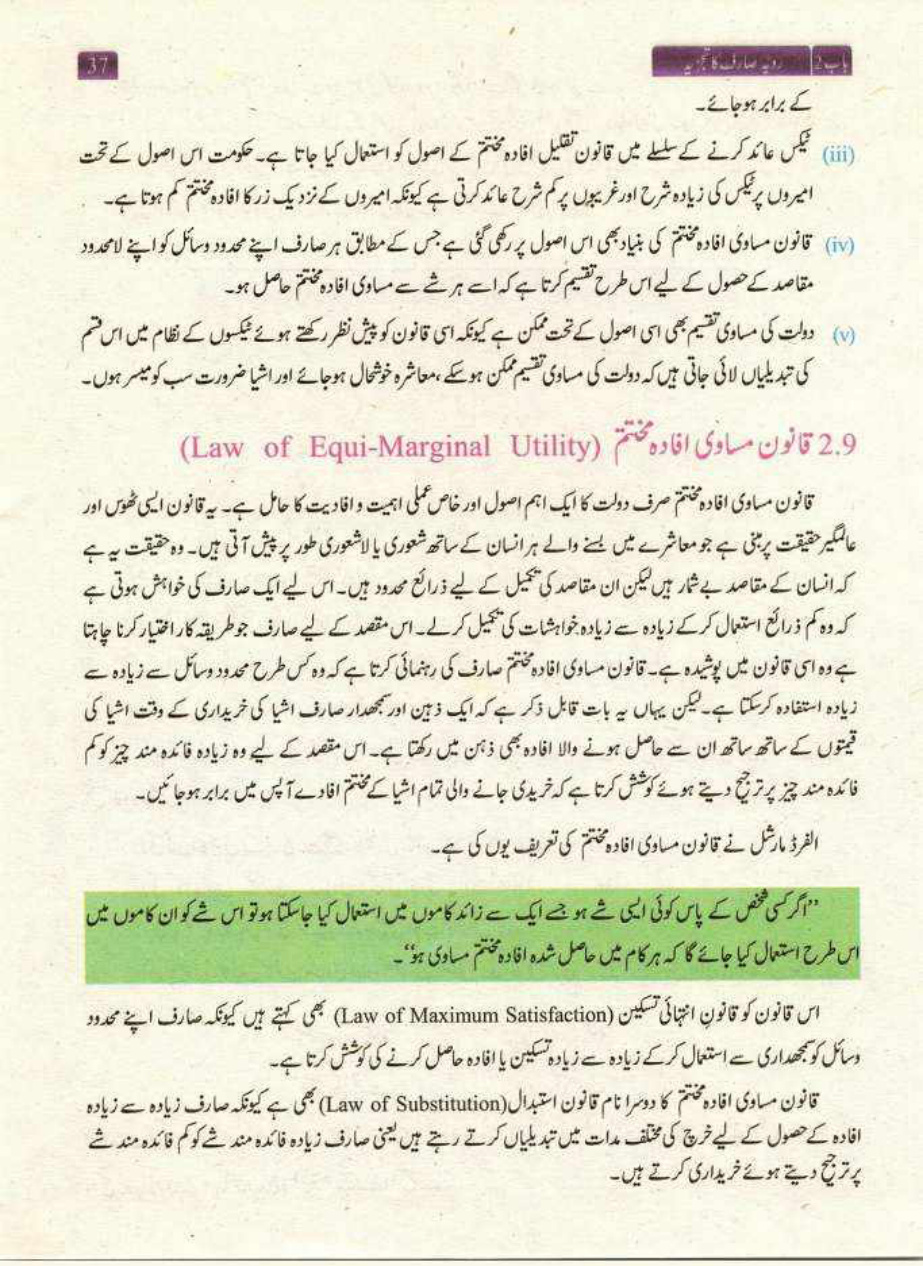 باب 2 رویہ صارف کا تجزیہ 37
کے برابر ہوجائے۔
(iii) ٹیکس عائد کرنے کے سلسلے میں قانون تقلیل افادہ مختتم کے اصول کو استعمال کیا جاتا ہے۔ حکومت اس اصول کے تحت
امیروں پر ٹیکس کی زیادہ شرح اور غریبوں پر کم شرح عائد کرتی ہے کیونکہ امیروں کے نزدیک زر کا افادہ مختتم کم ہوتا ہے۔
(iv) قانون مساوی افادہ مختتم کی بنیاد بھی اس اصول پر رکھی گئی ہے جس کے مطابق ہر صارف اپنے محدود وسائل کو اپنے لامحدود
مقاصد کے حصول کے لیے اس طرح تقسیم کرتا ہے کہ اسے ہر شے سے مساوی افادہ مختتم حاصل ہو۔
(v) دولت کی مساوی تقسیم بھی اسی اصول کے تحت ممکن ہے کیونکہ اسی قانون کو پیش نظر رکھتے ہوئے ٹیکسوں کے نظام میں اس قسم
کی تبدیلیاں لائی جاتی ہیں کہ دولت کی مساوی تقسیم ممکن ہوسکے، معاشرہ خوشحال ہوجائے اور اشیا ضرورت سب کو میسر ہوں۔
2.9 قانون مساوی افادہ مختتم (Law of Equi-Marginal Utility)
قانون مساوی افادہ مختتم صرف دولت کا ایک اہم اصول اور خاص عملی اہمیت و افادیت کا حامل ہے۔ یہ قانون ایسی ٹھوس اور
عالمگیر حقیقت پر مبنی ہے جو معاشرے میں بسنے والے ہر انسان کے ساتھ شعوری یا لاشعوری طور پر پیش آتی ہیں۔ وہ حقیقت یہ ہے
کہ انسان کے مقاصد بے شمار ہیں لیکن ان مقاصد کی تکمیل کے لیے ذرائع محدود ہیں۔ اس لیے ایک صارف کی خواہش ہوتی ہے
کہ وہ کم ذرائع استعمال کرکے زیادہ سے زیادہ خواہشات کی تکمیل کرلے۔ اس مقصد کے لیے صارف جو طریقہ کار اختیار کرنا چاہتا
ہے وہ اسی قانون میں پوشیدہ ہے۔ قانون مساوی افادہ مختتم صارف کی رہنمائی کرتا ہے کہ وہ کس طرح محدود وسائل سے زیادہ سے
زیادہ استفادہ کرسکتا ہے۔ لیکن یہاں یہ بات قابل ذکر ہے کہ ایک ذہین اور سمجھدار صارف اشیا کی خریداری کے وقت اشیا کی
قیمتوں کے ساتھ ساتھ ان سے حاصل ہونے والا افادہ بھی ذہن میں رکھتا ہے۔ اس مقصد کے لیے وہ زیادہ فائدہ مند چیز کو کم
فائدہ مند چیز پر ترجیح دیتے ہوئے کوشش کرتا ہے کہ خریدی جانے والی تمام اشیا کے مختتم افادے آپس میں برابر ہوجائیں۔
الفرڈ مارشل نے قانون مساوی افادہ مختتم کی تعریف یوں کی ہے۔
”اگر کسی شخص کے پاس کوئی ایسی شے ہو جسے ایک سے زائد کاموں میں استعمال کیا جاسکتا ہو تو اس شے کو ان کاموں میں
اس طرح استعمال کیا جائے گا کہ ہر کام میں حاصل شدہ افادہ مختتم مساوی ہو“۔
اس قانون کو قانونِ انتہائی تسکین (Law of Maximum Satisfaction) بھی کہتے ہیں کیونکہ صارف اپنے محدود
وسائل کو سمجھداری سے استعمال کرکے زیادہ سے زیادہ تسکین یا افادہ حاصل کرنے کی کوشش کرتا ہے۔
قانون مساوی افادہ مختتم کا دوسرا نام قانون استبدال (Law of Substitution) بھی ہے کیونکہ صارف زیادہ سے زیادہ
افادہ کے حصول کے لیے خرچ کی مختلف مدات میں تبدیلیاں کرتے رہتے ہیں یعنی صارف زیادہ فائدہ مند شے کو کم فائدہ مند شے
پر ترجیح دیتے ہوئے خریداری کرتے ہیں۔